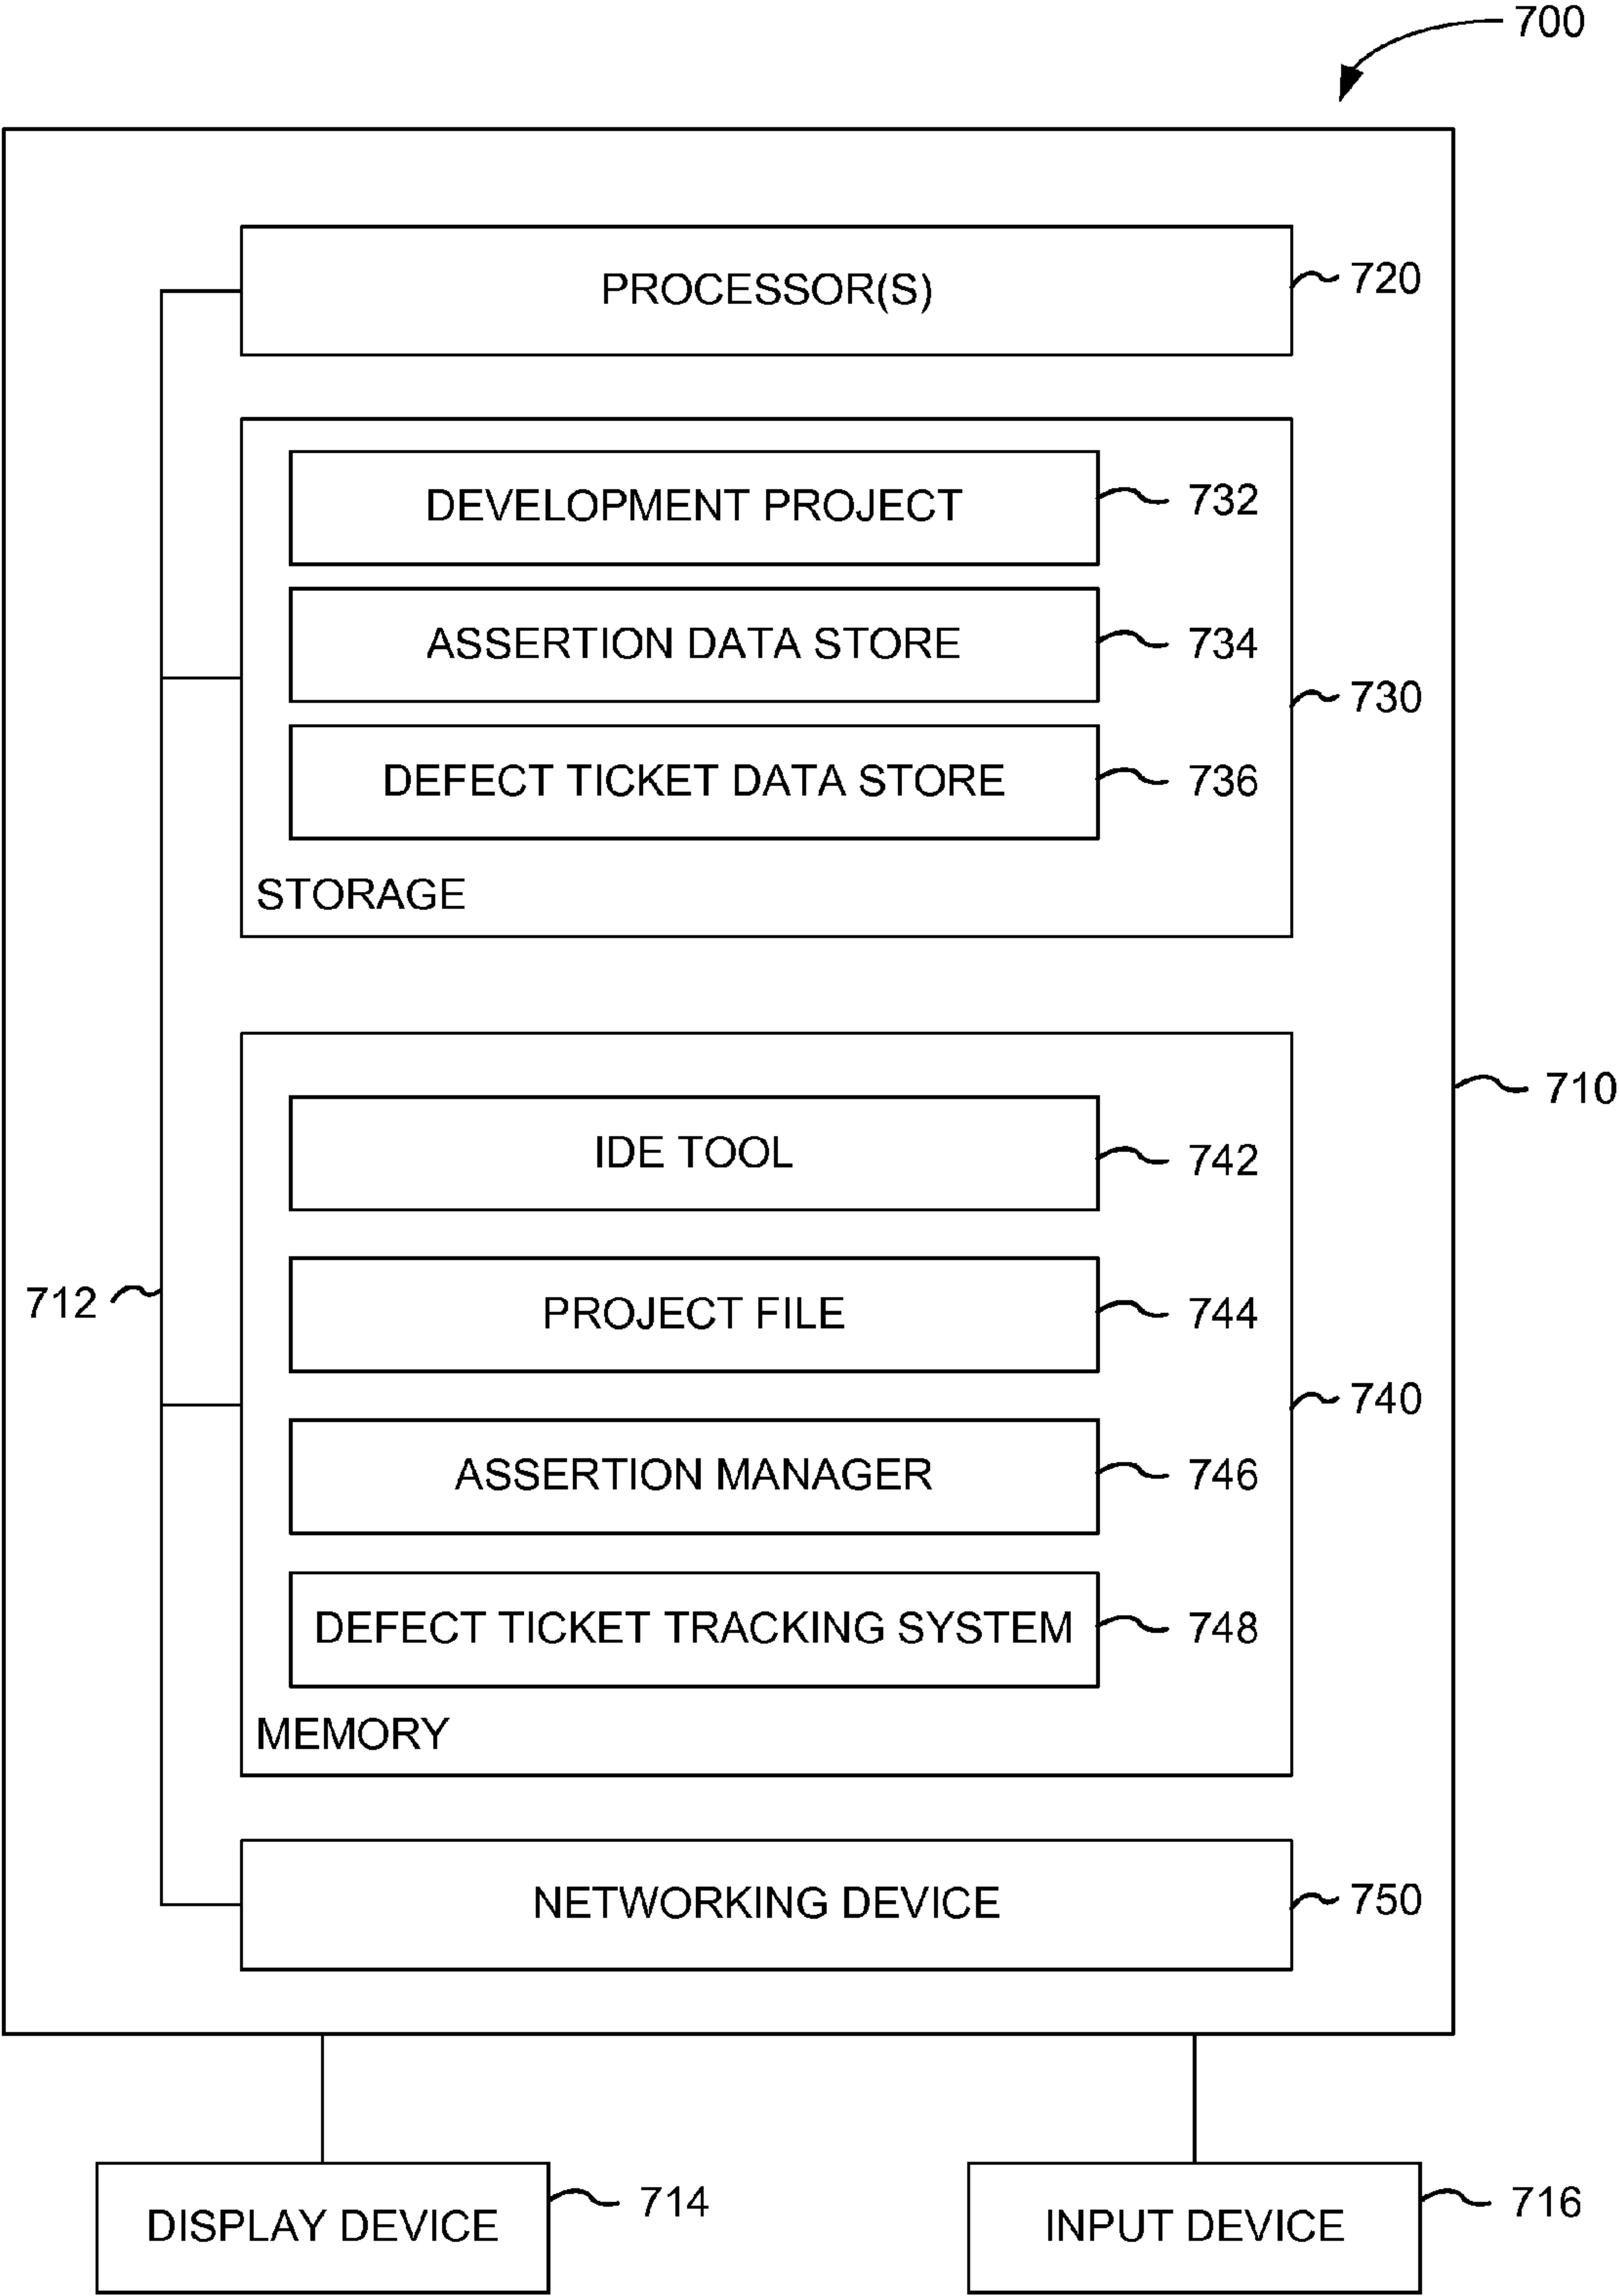 700
PROCESSOR(S)
720
DEVELOPMENT PROJECT
732
ASSERTION DATA STORE
734
730
DEFECT TICKET DATA STORE
736
STORAGE
710
IDE TOOL
742
712
PROJECT FILE
744
740
ASSERTION MANAGER
746
DEFECT TICKET TRACKING SYSTEM
748
MEMORY
NETWORKING DEVICE
750
DISPLAY DEVICE
714
INPUT DEVICE
716